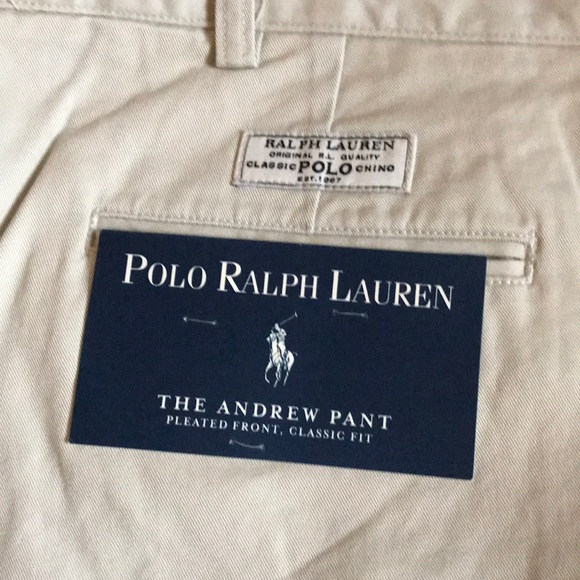 RALPH LAUREN
ORIGINAL R.L. QUALITY
CLASSIC POLO CHINO
EST. 1967
POLO RALPH LAUREN
THE ANDREW PANT
PLEATED FRONT, CLASSIC FIT